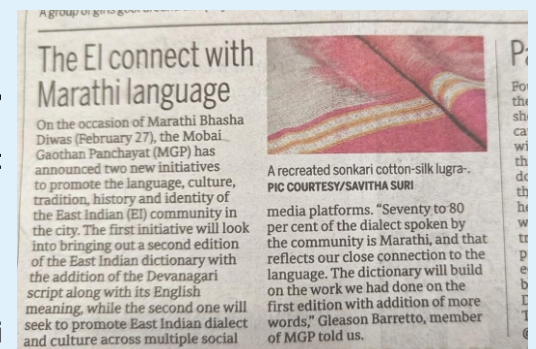 The EI connect with
Marathi language
On the occasion of Marathi Bhasha
Diwas (February 27), the Mobai
Gaothan Panchayat (MGP) has
announced two new initiatives
to promote the language, culture,
tradition, history and identity of
the East Indian (EI) community in
the city. The first initiative will look
into bringing out a second edition
of the East Indian dictionary with
the addition of the Devanagari
script along with its English
meaning, while the second one will
seek to promote East Indian dialect
and culture across multiple social
A recreated sonkari cotton-silk lugra-.
PIC COURTESY/SAVITHA SURI
media platforms. “Seventy to 80
per cent of the dialect spoken by
the community is Marathi, and that
reflects our close connection to the
language. The dictionary will build
on the work we had done on the
first edition with addition of more
words,” Gleason Barretto, member
of MGP told us.